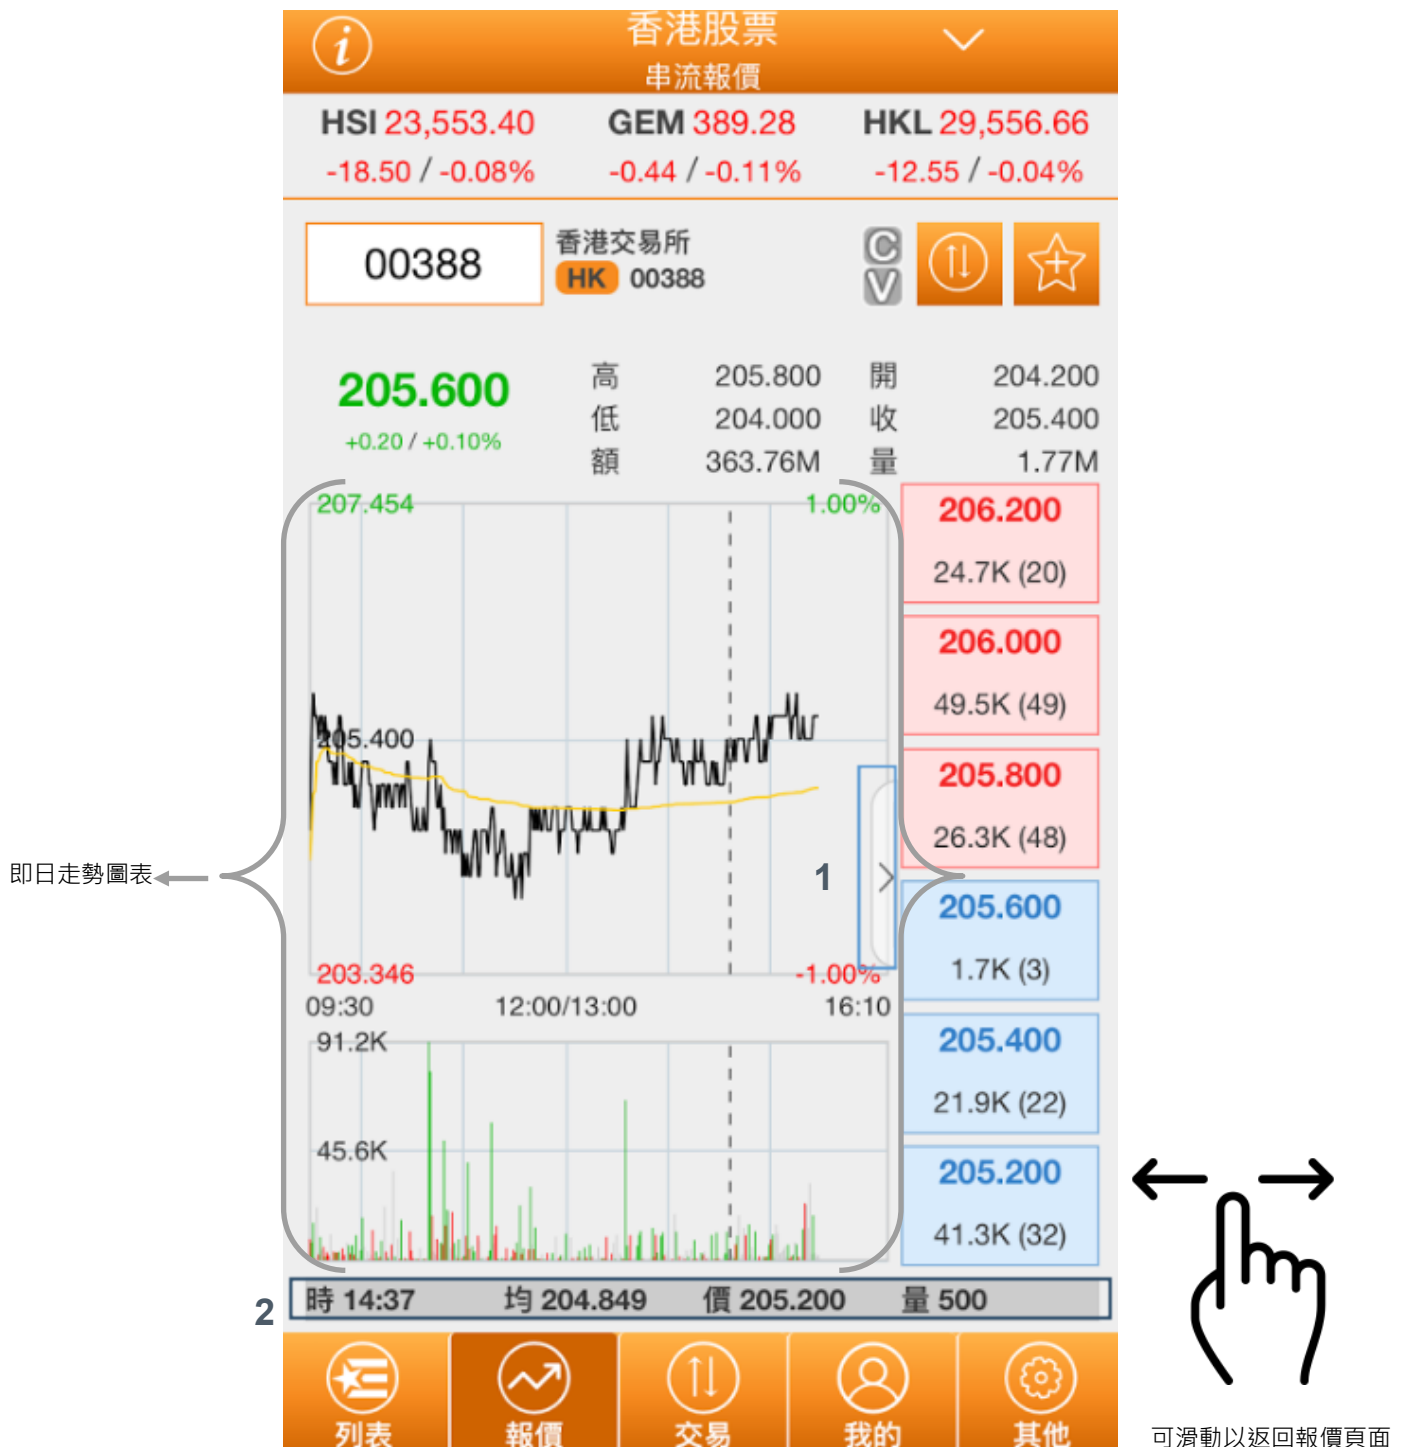 香港股票
串流報價
HSI 23,553.40 GEM 389.28 HKL 29,556.66
-18.50 / -0.08% -0.44 / -0.11% -12.55 / -0.04%
00388
香港交易所
HK 00388
C
V
205.600
+0.20 / +0.10%
高 205.800 開 204.200
低 204.000 收 205.400
額 363.76M 量 1.77M
207.454 1.00%
205.400
203.346 -1.00%
09:30 12:00/13:00 16:10
91.2K
45.6K
206.200
24.7K (20)
206.000
49.5K (49)
205.800
26.3K (48)
205.600
1.7K (3)
205.400
21.9K (22)
205.200
41.3K (32)
即日走勢圖表
1
2
時 14:37 均 204.849 價 205.200 量 500
列表 報價 交易 我的 其他
可滑動以返回報價頁面